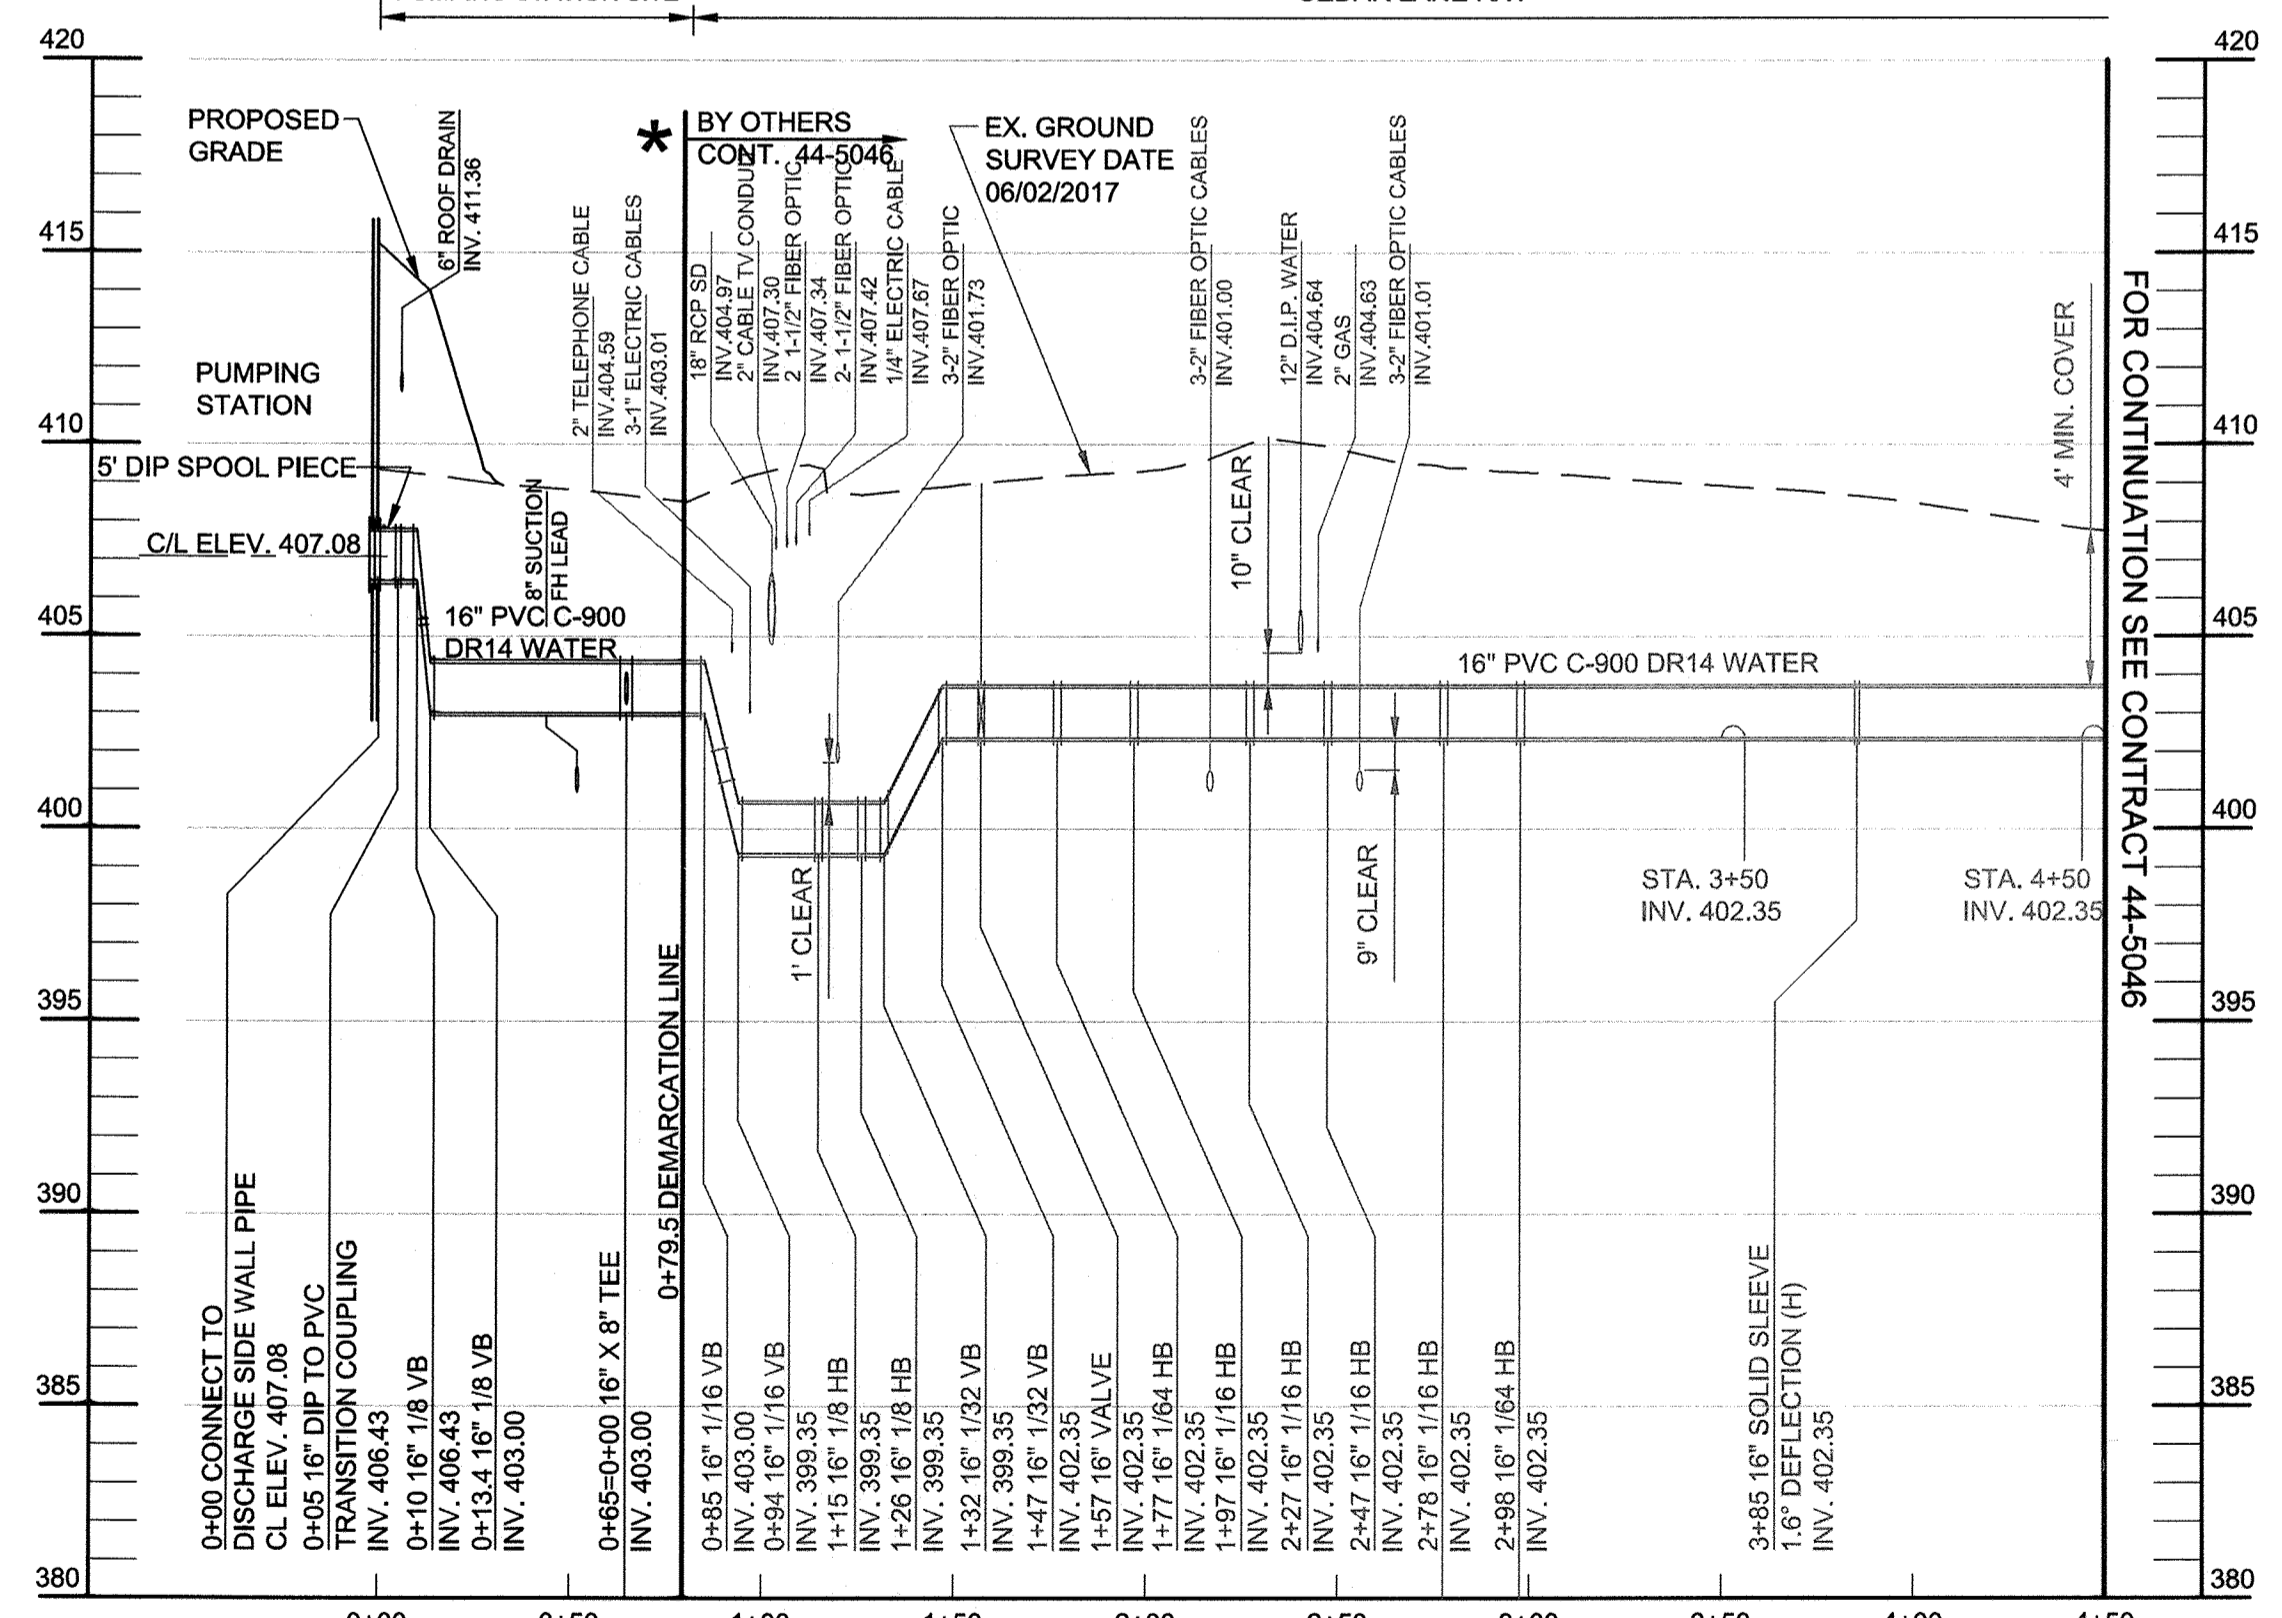 420
420
PROPOSED
GRADE
6" ROOF DRAIN
INV. 411.36
*
BY OTHERS
CONT. 44-5046
EX. GROUND
SURVEY DATE
06/02/2017
415
415
2" TELEPHONE CABLE
INV.404.59
3-1" ELECTRIC CABLES
INV.403.01
18" RCP SD
INV.404.97
2" CABLE TV CONDUIT
INV.407.30
2 1-1/2" FIBER OPTIC
INV.407.34
2- 1-1/2" FIBER OPTIC
INV.407.42
1/4" ELECTRIC CABLE
INV.407.67
3-2" FIBER OPTIC
INV.401.73
3-2" FIBER OPTIC CABLES
INV.401.00
12" D.I.P. WATER
INV.404.64
2" GAS
INV.404.63
3-2" FIBER OPTIC CABLES
INV.401.01
4' MIN. COVER
FOR CONTINUATION SEE CONTRACT 44-5046
PUMPING
STATION
410
410
5' DIP SPOOL PIECE
C/L ELEV. 407.08
8" SUCTION
FH LEAD
10" CLEAR
405
405
16" PVC C-900
DR14 WATER
16" PVC C-900 DR14 WATER
400
400
1' CLEAR
9" CLEAR
STA. 3+50
INV. 402.35
STA. 4+50
INV. 402.35
395
395
390
390
385
385
380
380
0+00 CONNECT TO
DISCHARGE SIDE WALL PIPE
CL ELEV. 407.08
0+05 16" DIP TO PVC
TRANSITION COUPLING
INV. 406.43
0+10 16" 1/8 VB
INV. 406.43
0+13.4 16" 1/8 VB
INV. 403.00
0+65=0+00 16" X 8" TEE
INV. 403.00
0+79.5 DEMARCATION LINE
0+85 16" 1/16 VB
INV. 403.00
0+94 16" 1/16 VB
INV. 399.35
1+15 16" 1/8 HB
INV. 399.35
1+26 16" 1/8 HB
INV. 399.35
1+32 16" 1/32 VB
INV. 399.35
1+47 16" 1/32 VB
INV. 402.35
1+57 16" VALVE
INV. 402.35
1+77 16" 1/64 HB
INV. 402.35
1+97 16" 1/16 HB
INV. 402.35
2+27 16" 1/16 HB
INV. 402.35
2+47 16" 1/16 HB
INV. 402.35
2+78 16" 1/16 HB
INV. 402.35
2+98 16" 1/64 HB
INV. 402.35
3+85 16" SOLID SLEEVE
1.6° DEFLECTION (H)
INV. 402.35